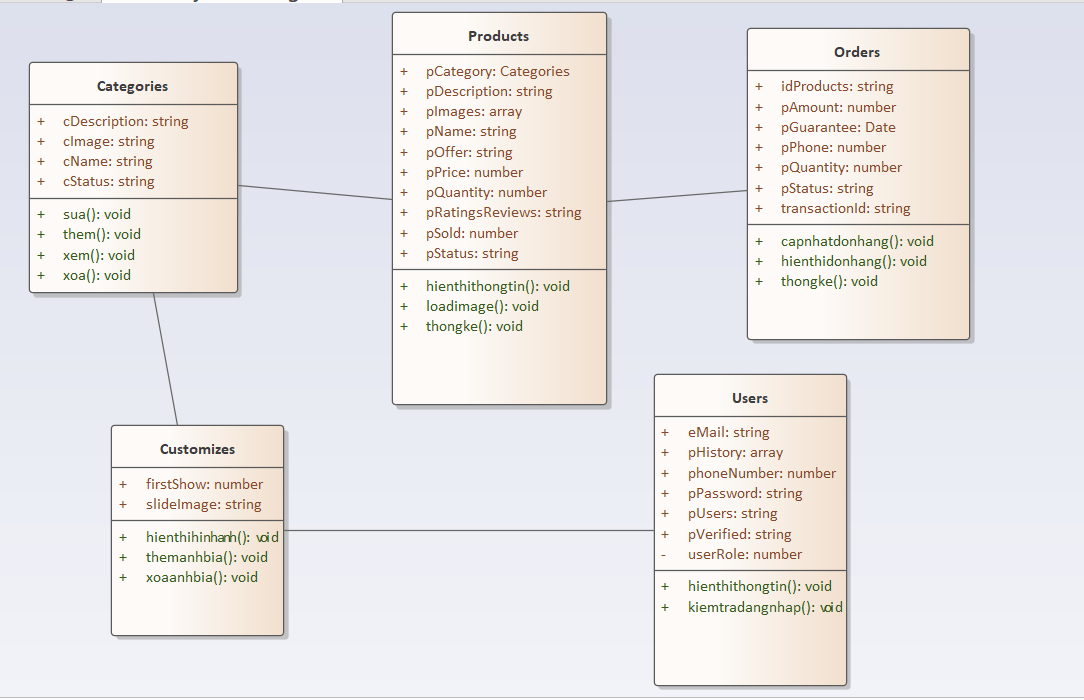 Categories
+ cDescription: string
+ cImage: string
+ cName: string
+ cStatus: string
+ sua(): void
+ them(): void
+ xem(): void
+ xoa(): void
Products
+ pCategory: Categories
+ pDescription: string
+ pImages: array
+ pName: string
+ pOffer: string
+ pPrice: number
+ pQuantity: number
+ pRatingsReviews: string
+ pSold: number
+ pStatus: string
+ hienthithongtin(): void
+ loadimage(): void
+ thongke(): void
Orders
+ idProducts: string
+ pAmount: number
+ pGuarantee: Date
+ pPhone: number
+ pQuantity: number
+ pStatus: string
+ transactionId: string
+ capnhatdonhang(): void
+ hienthidonhang(): void
+ thongke(): void
Customizes
+ firstShow: number
+ slideImage: string
+ hienthihinhanh(): void
+ themanhbia(): void
+ xoaanhbia(): void
Users
+ eMail: string
+ pHistory: array
+ phoneNumber: number
+ pPassword: string
+ pUsers: string
+ pVerified: string
- userRole: number
+ hienthithongtin(): void
+ kiemtradangnhap(): void